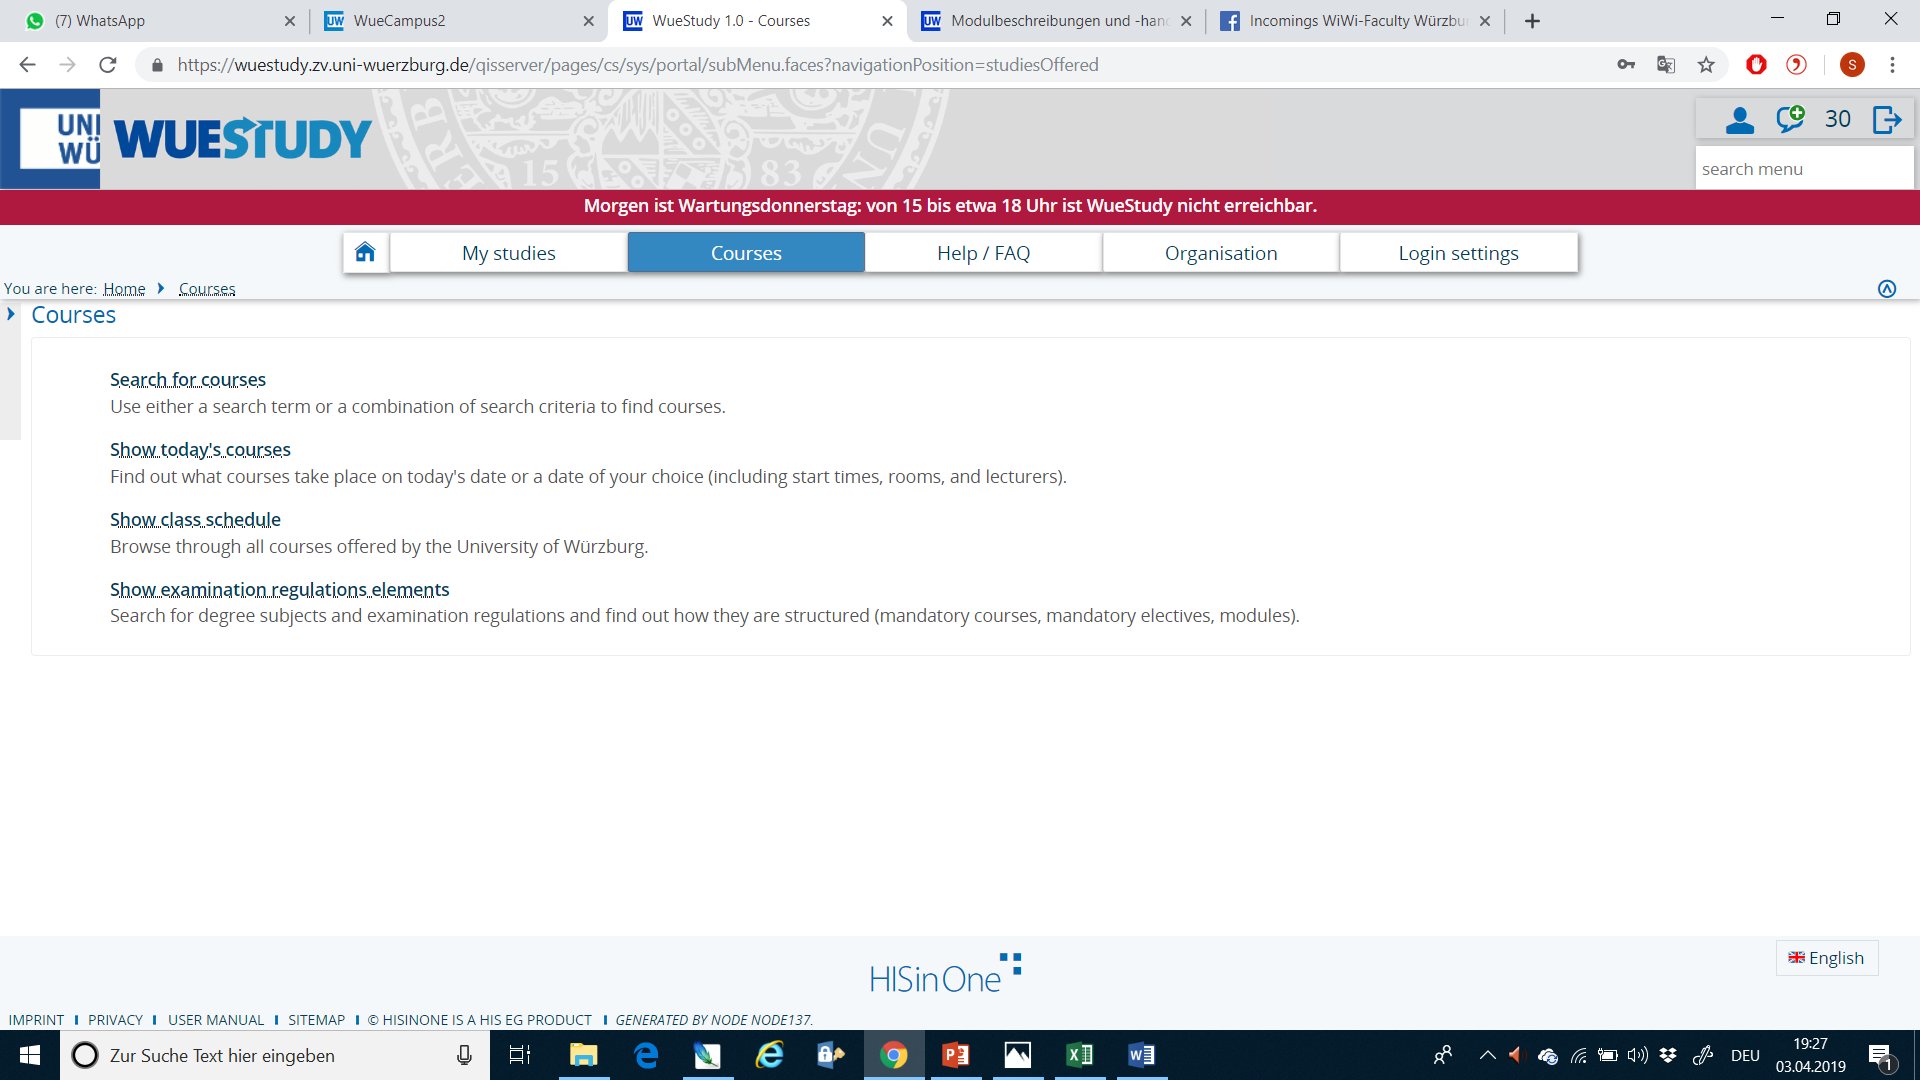 (7) WhatsApp
WueCampus2
WueStudy 1.0 - Courses
Modulbeschreibungen und -hand
Incomings WiWi-Faculty Würzbu
https://wuestudy.zv.uni-wuerzburg.de/qisserver/pages/cs/sys/portal/subMenu.faces?navigationPosition=studiesOffered
S
UNI
WÜ
WUESTUDY
15 83
30
search menu
Morgen ist Wartungsdonnerstag: von 15 bis etwa 18 Uhr ist WueStudy nicht erreichbar.
My studies
Courses
Help / FAQ
Organisation
Login settings
You are here: Home Courses
Courses
Search for courses
Use either a search term or a combination of search criteria to find courses.
Show today's courses
Find out what courses take place on today's date or a date of your choice (including start times, rooms, and lecturers).
Show class schedule
Browse through all courses offered by the University of Würzburg.
Show examination regulations elements
Search for degree subjects and examination regulations and find out how they are structured (mandatory courses, mandatory electives, modules).
HISinOne
English
IMPRINT PRIVACY USER MANUAL SITEMAP © HISINONE IS A HIS EG PRODUCT GENERATED BY NODE NODE137.
Zur Suche Text hier eingeben
DEU
19:27
03.04.2019
1